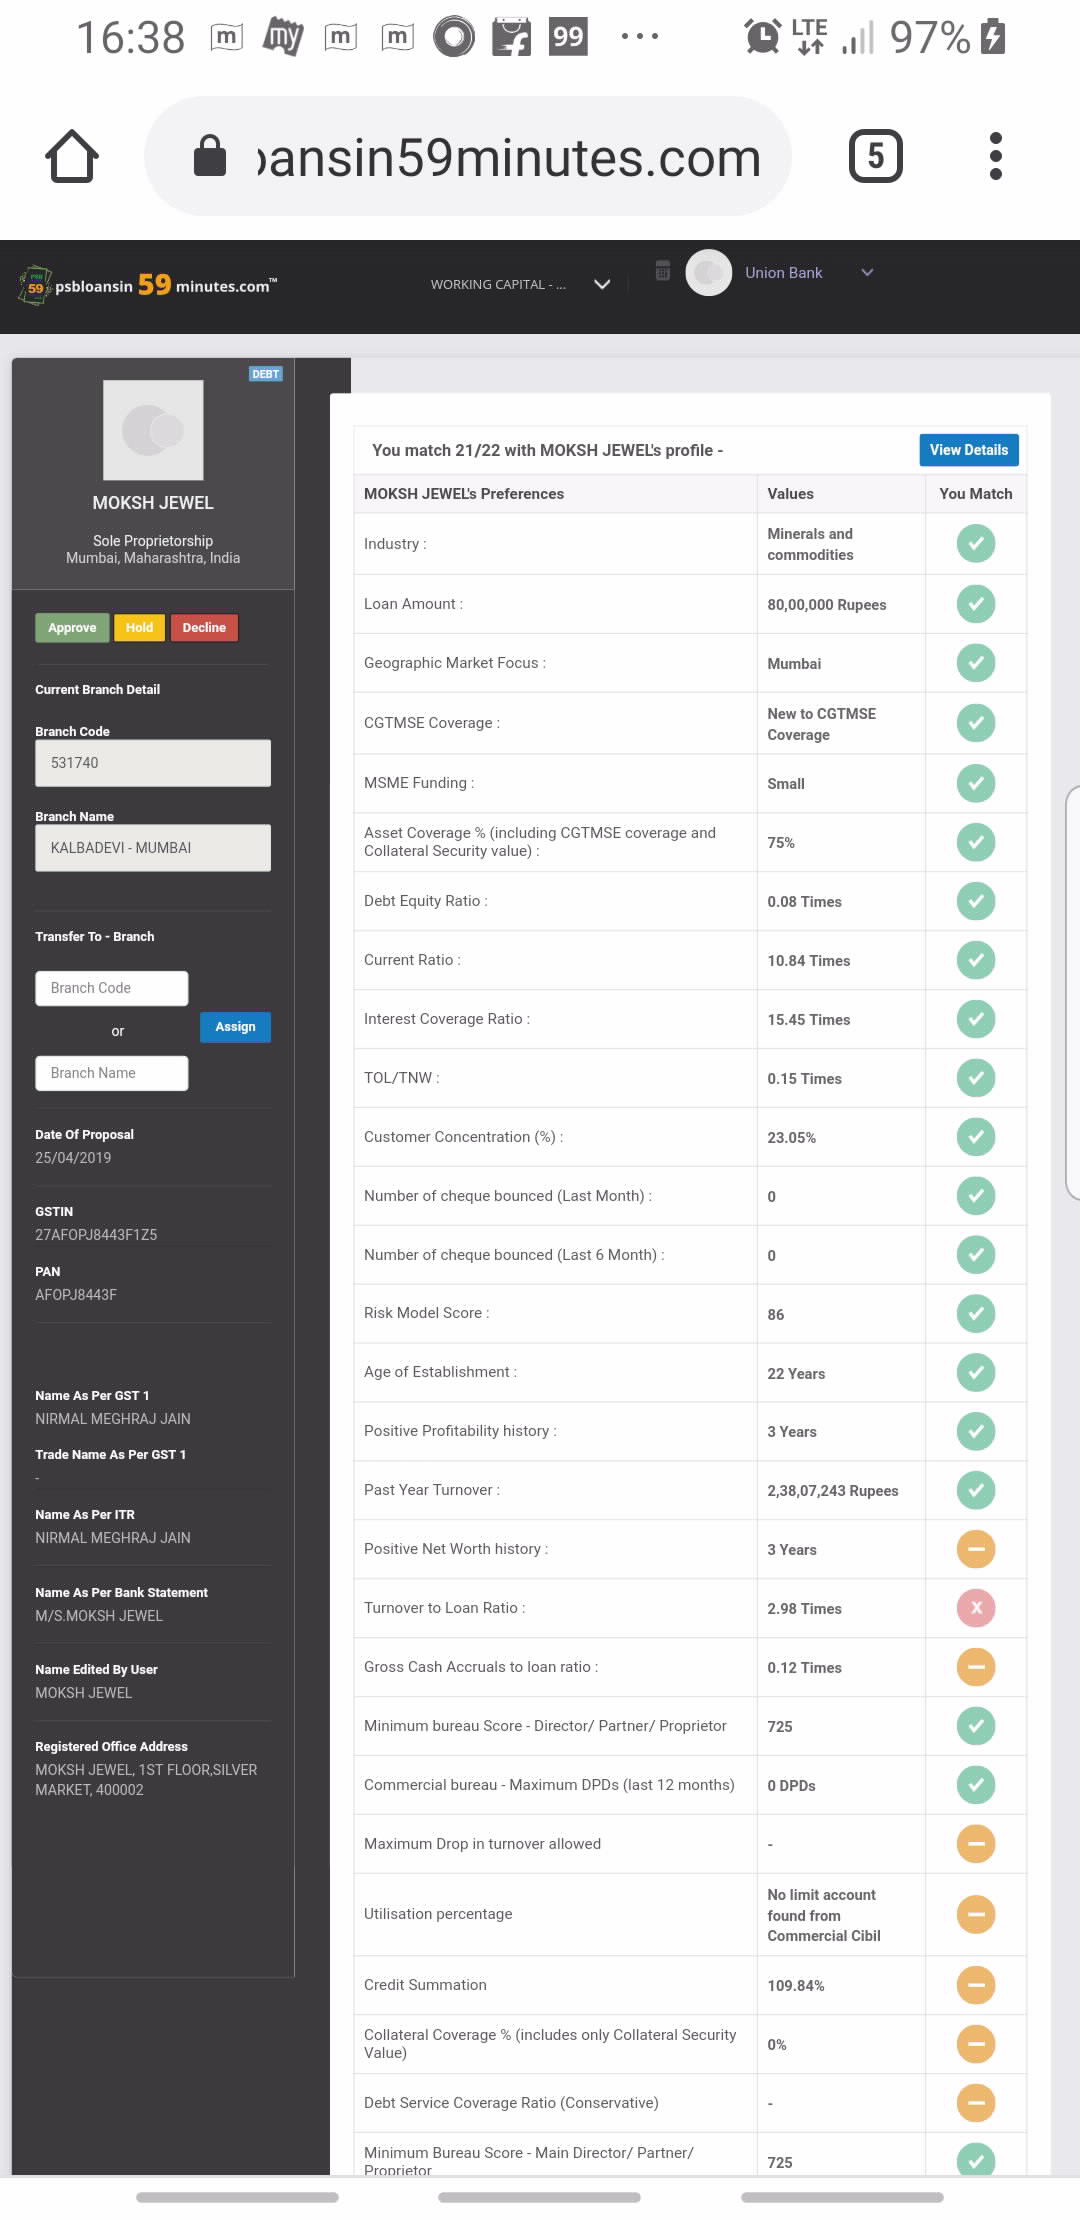 16:38 m my m m 99 ... LTE 97%
ansin59minutes.com 5
PSB 59 psbloansin 59 minutes.com™ WORKING CAPITAL - ... Union Bank
DEBT
MOKSH JEWEL
Sole Proprietorship
Mumbai, Maharashtra, India
Approve Hold Decline
Current Branch Detail
Branch Code
531740
Branch Name
KALBADEVI - MUMBAI
Transfer To - Branch
Branch Code
or
Assign
Branch Name
Date Of Proposal
25/04/2019
GSTIN
27AFOPJ8443F1Z5
PAN
AFOPJ8443F
Name As Per GST 1
NIRMAL MEGHRAJ JAIN
Trade Name As Per GST 1
-
Name As Per ITR
NIRMAL MEGHRAJ JAIN
Name As Per Bank Statement
M/S.MOKSH JEWEL
Name Edited By User
MOKSH JEWEL
Registered Office Address
MOKSH JEWEL, 1ST FLOOR,SILVER
MARKET, 400002
You match 21/22 with MOKSH JEWEL's profile - View Details
MOKSH JEWEL's Preferences Values You Match
Industry : Minerals and
commodities
Loan Amount : 80,00,000 Rupees
Geographic Market Focus : Mumbai
CGTMSE Coverage : New to CGTMSE
Coverage
MSME Funding : Small
Asset Coverage % (including CGTMSE coverage and
Collateral Security value) : 75%
Debt Equity Ratio : 0.08 Times
Current Ratio : 10.84 Times
Interest Coverage Ratio : 15.45 Times
TOL/TNW : 0.15 Times
Customer Concentration (%) : 23.05%
Number of cheque bounced (Last Month) : 0
Number of cheque bounced (Last 6 Month) : 0
Risk Model Score : 86
Age of Establishment : 22 Years
Positive Profitability history : 3 Years
Past Year Turnover : 2,38,07,243 Rupees
Positive Net Worth history : 3 Years
Turnover to Loan Ratio : 2.98 Times X
Gross Cash Accruals to loan ratio : 0.12 Times
Minimum bureau Score - Director/ Partner/ Proprietor 725
Commercial bureau - Maximum DPDs (last 12 months) 0 DPDs
Maximum Drop in turnover allowed -
Utilisation percentage No limit account
found from
Commercial Cibil
Credit Summation 109.84%
Collateral Coverage % (includes only Collateral Security
Value) 0%
Debt Service Coverage Ratio (Conservative) -
Minimum Bureau Score - Main Director/ Partner/
Proprietor 725